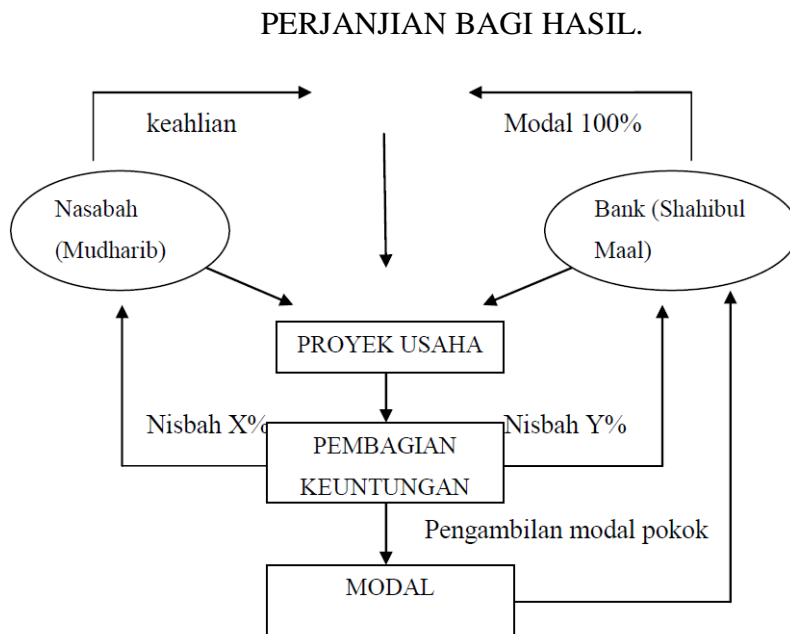 PERJANJIAN BAGI HASIL.
keahlian
Modal 100%
Nasabah
(Mudharib)
Bank (Shahibul
Maal)
PROYEK USAHA
Nisbah X%
Nisbah Y%
PEMBAGIAN
KEUNTUNGAN
Pengambilan modal pokok
MODAL